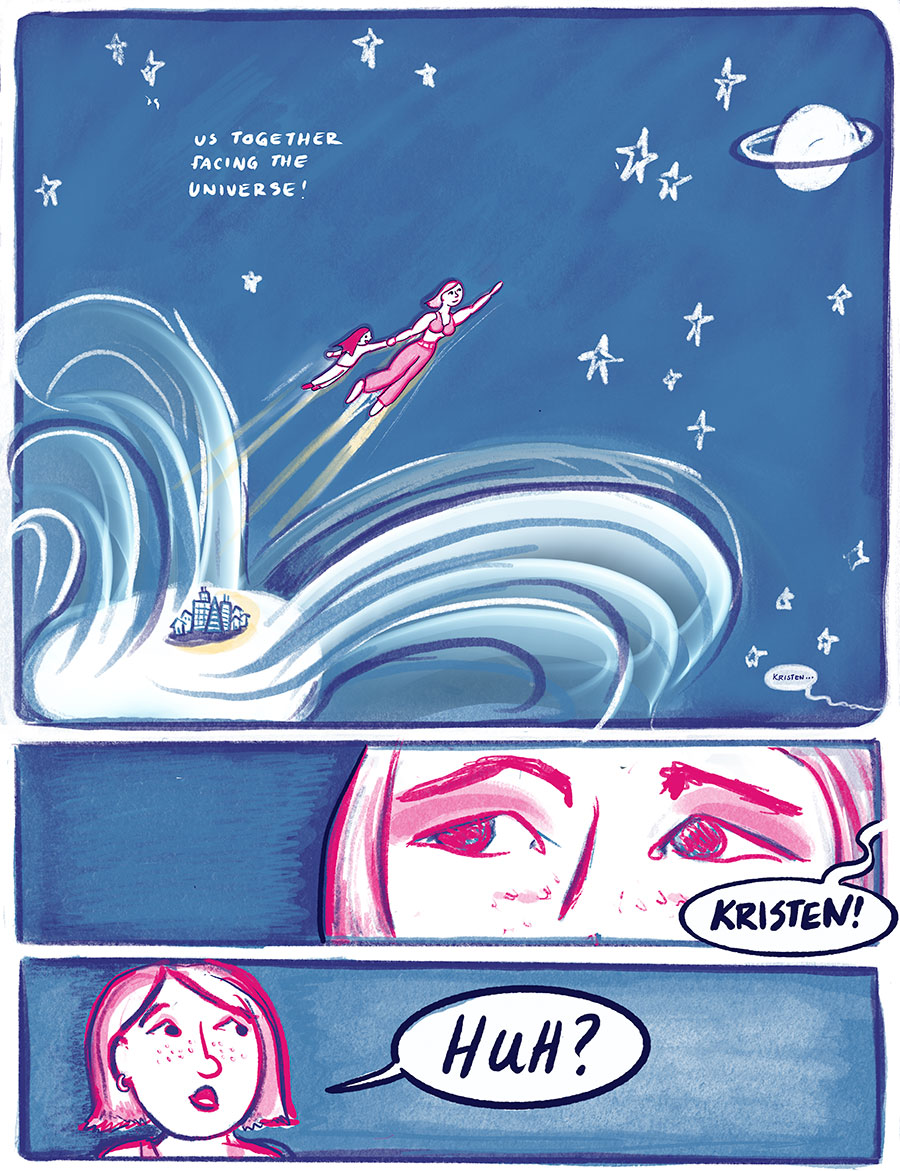 US TOGETHER
FACING THE
UNIVERSE!
KRISTEN...
KRISTEN!
HUH?